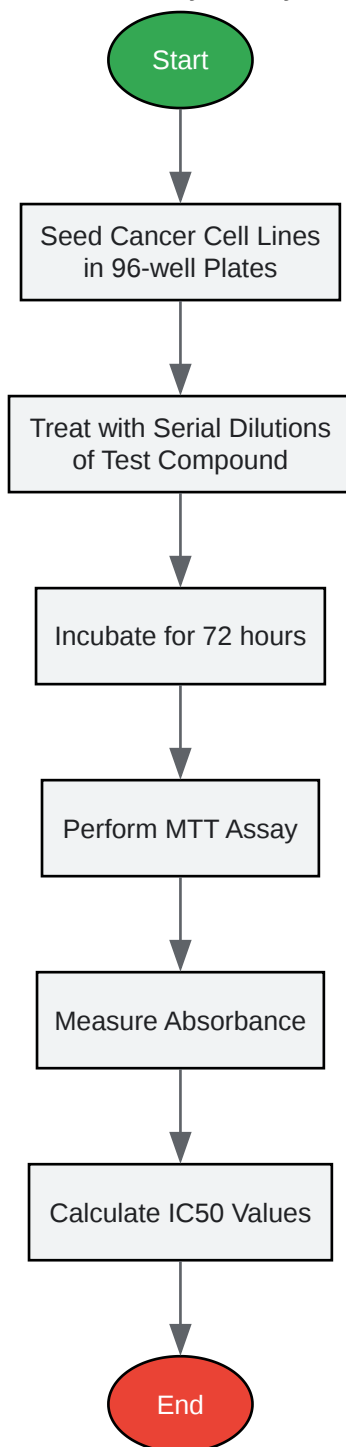 Start
Seed Cancer Cell Lines
in 96-well Plates
Treat with Serial Dilutions
of Test Compound
Incubate for 72 hours
Perform MTT Assay
Measure Absorbance
Calculate IC50 Values
End